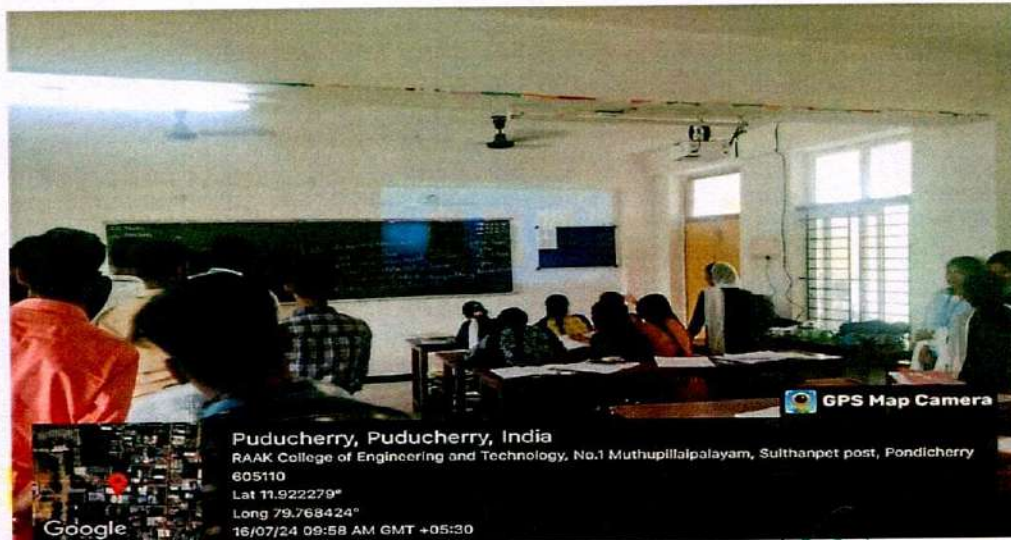 GPS Map Camera
Puducherry, Puducherry, India
RAAK College of Engineering and Technology, No.1 Muthupillaipalayam, Sulthanpet post, Pondicherry
605110
Lat 11.922279°
Long 79.768424°
16/07/24 09:58 AM GMT +05:30
Google